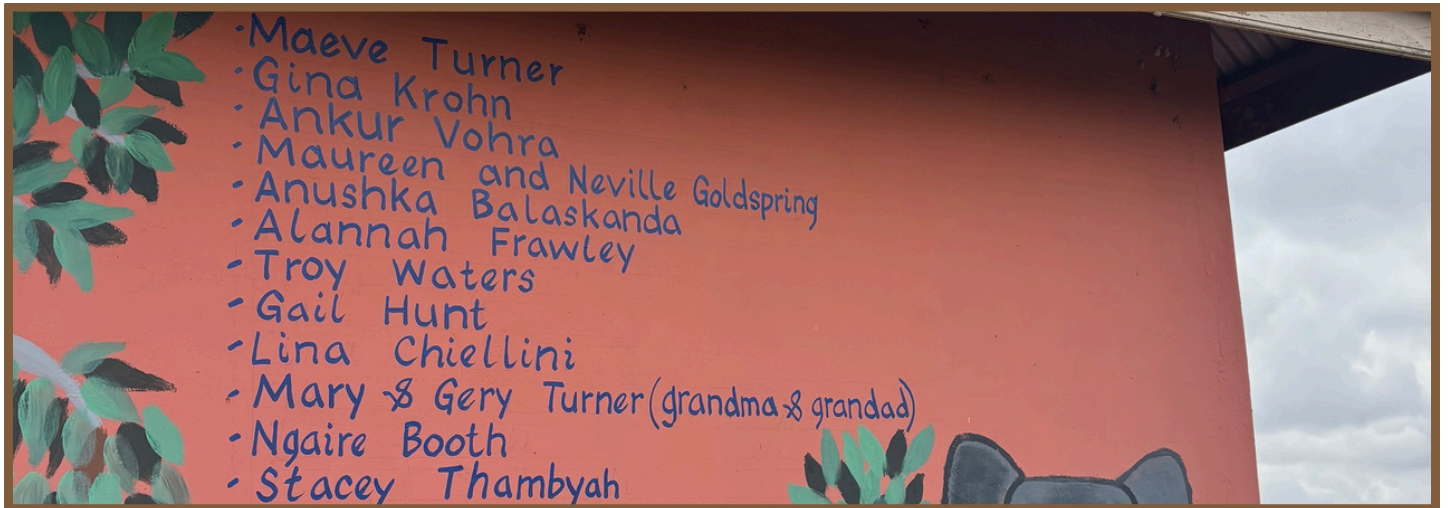 - Maeve Turner
- Gina Krohn
- Ankur Vohra
- Maureen and Neville Goldspring
- Anushka Balaskanda
- Alannah Frawley
- Troy Waters
- Gail Hunt
- Lina Chiellini
- Mary & Gery Turner (grandma & grandad)
- Ngaire Booth
- Stacey Thambyah